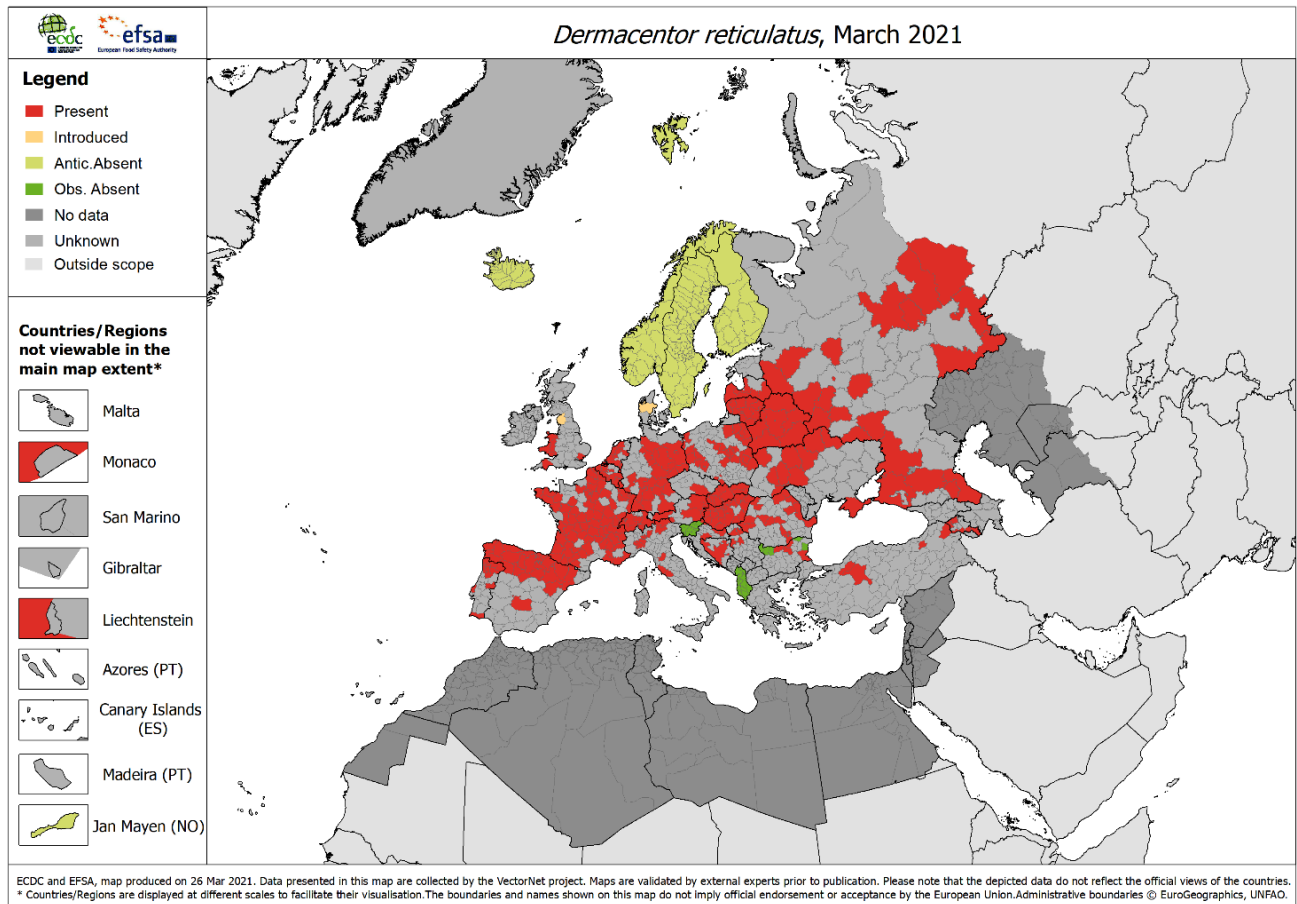 ecdc
efsa
European Food Safety Authority
Dermacentor reticulatus, March 2021
Legend
Present
Introduced
Antic.Absent
Obs. Absent
No data
Unknown
Outside scope
Countries/Regions
not viewable in the
main map extent*
Malta
Monaco
San Marino
Gibraltar
Liechtenstein
Azores (PT)
Canary Islands
(ES)
Madeira (PT)
Jan Mayen (NO)
ECDC and EFSA, map produced on 26 Mar 2021. Data presented in this map are collected by the VectorNet project. Maps are validated by external experts prior to publication. Please note that the depicted data do not reflect the official views of the countries.
* Countries/Regions are displayed at different scales to facilitate their visualisation.The boundaries and names shown on this map do not imply official endorsement or acceptance by the European Union.Administrative boundaries © EuroGeographics, UNFAO.